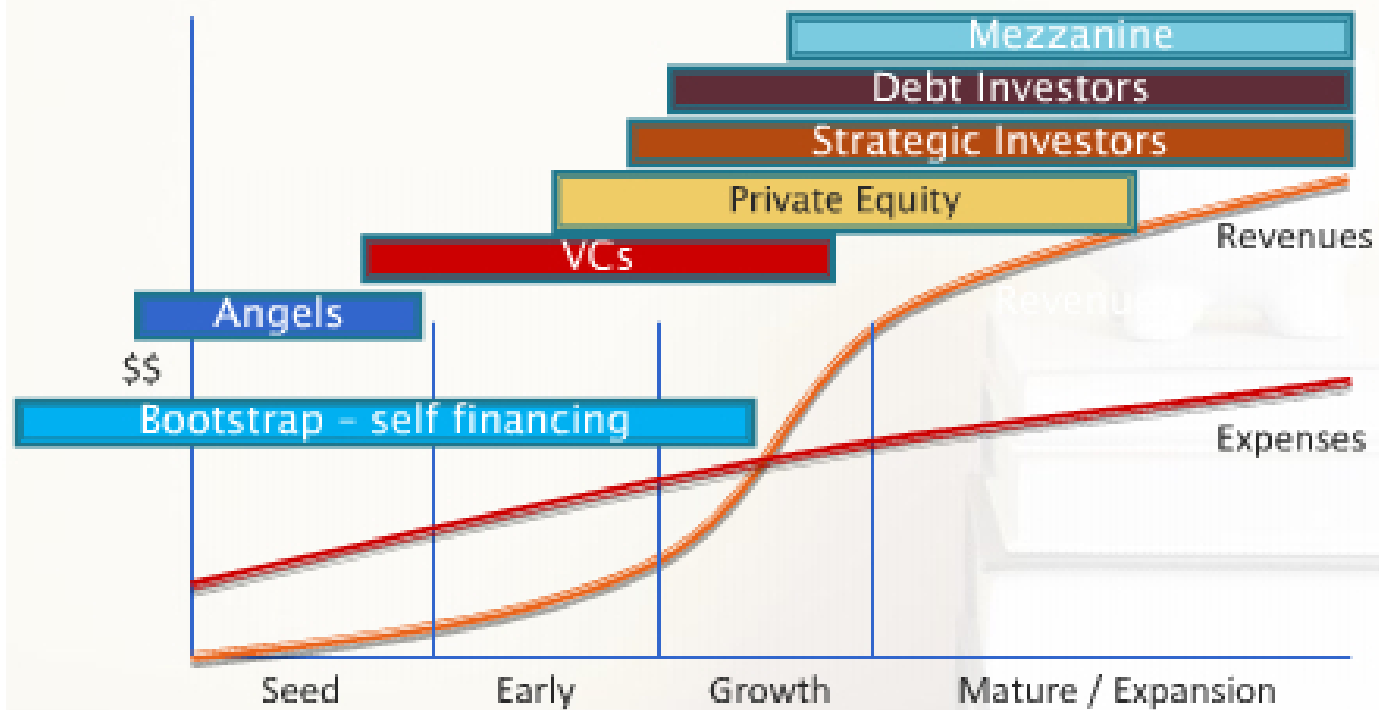 Mezzanine
Debt Investors
Strategic Investors
Private Equity
Revenues
VCs
Revenu
Angels
$$
Bootstrap – self financing
Expenses
Seed Early Growth Mature / Expansion